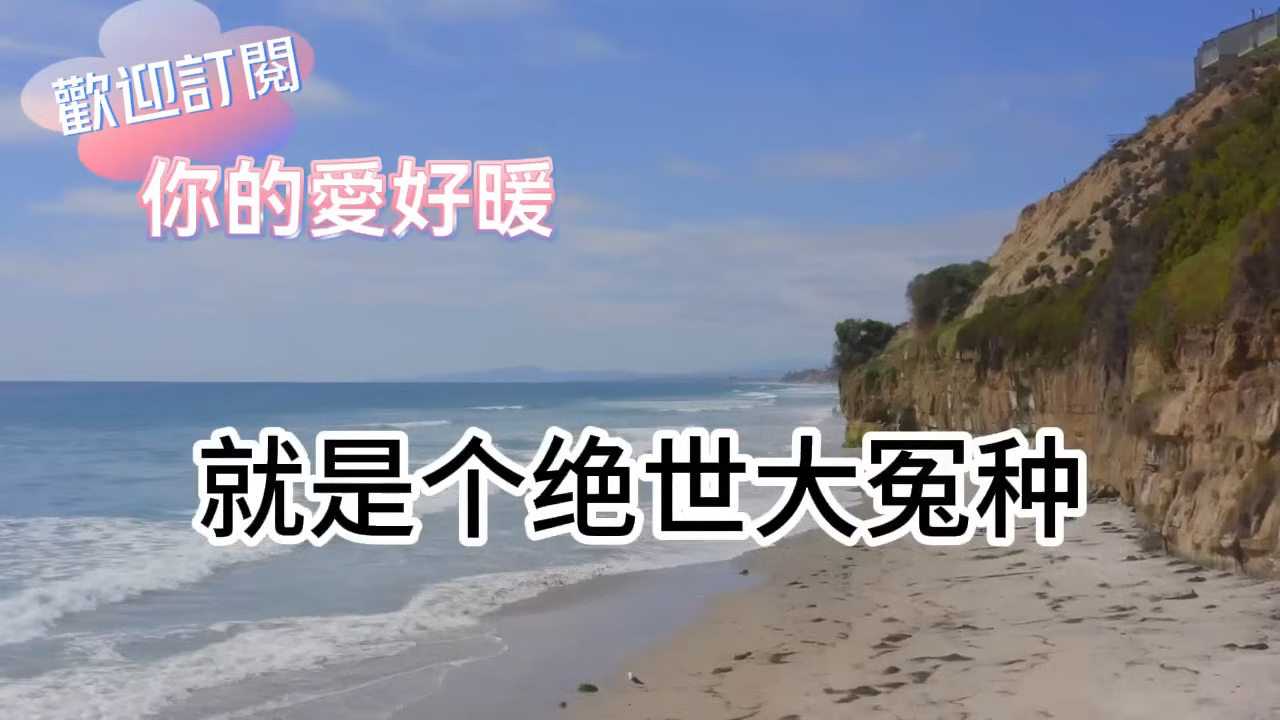 歡迎訂閱
你的愛好暖
就是个绝世大冤种